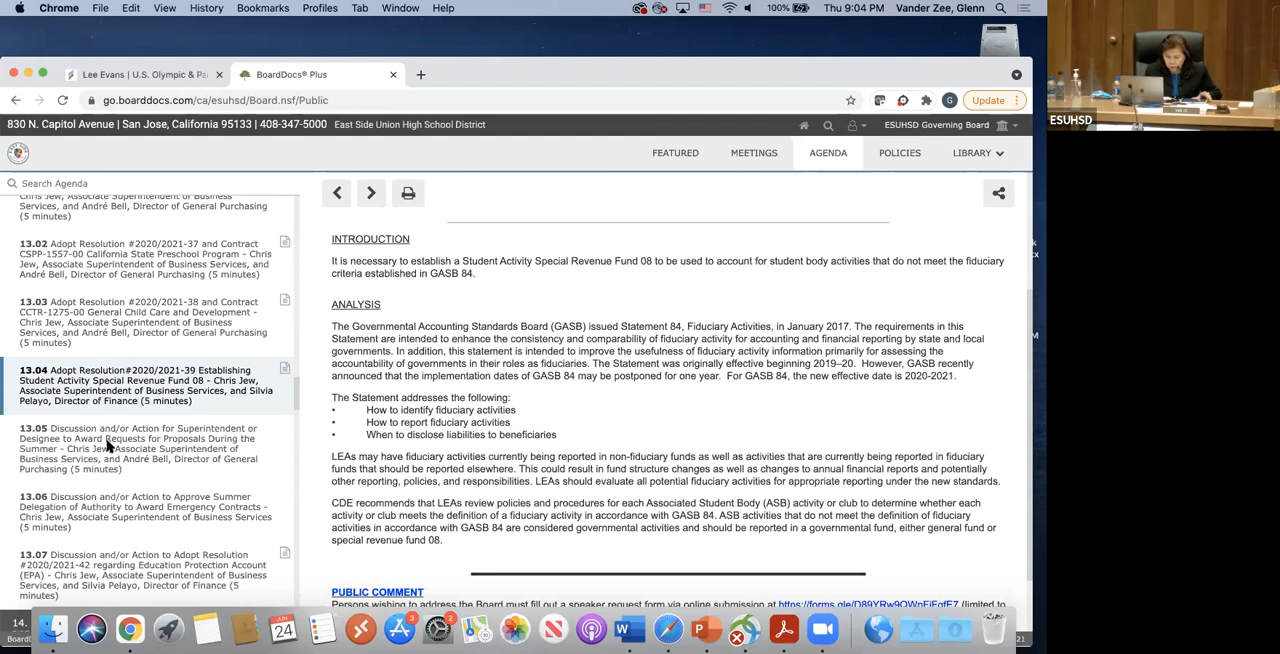 Chrome File Edit View History Bookmarks Profiles Tab Window Help 100% Thu 9:04 PM Vander Zee, Glenn
Lee Evans | U.S. Olympic & Pa
BoardDocs® Plus
go.boarddocs.com/ca/esuhsd/Board.nsf/Public
G
Update
830 N. Capitol Avenue | San Jose, California 95133 | 408-347-5000 East Side Union High School District
ESUHSD Governing Board
FEATURED MEETINGS AGENDA POLICIES LIBRARY
Search Agenda
Chris Jew, Associate Superintendent of Business
Services, and André Bell, Director of General Purchasing
(5 minutes)
13.02 Adopt Resolution #2020/2021-37 and Contract
CSPP-1557-00 California State Preschool Program - Chris
Jew, Associate Superintendent of Business Services, and
André Bell, Director of General Purchasing (5 minutes)
13.03 Adopt Resolution #2020/2021-38 and Contract
CCTR-1275-00 General Child Care and Development -
Chris Jew, Associate Superintendent of Business
Services, and André Bell, Director of General Purchasing
(5 minutes)
13.04 Adopt Resolution#2020/2021-39 Establishing
Student Activity Special Revenue Fund 08 - Chris Jew,
Associate Superintendent of Business Services, and Silvia
Pelayo, Director of Finance (5 minutes)
13.05 Discussion and/or Action for Superintendent or
Designee to Award Requests for Proposals During the
Summer - Chris Jew, Associate Superintendent of
Business Services, and André Bell, Director of General
Purchasing (5 minutes)
13.06 Discussion and/or Action to Approve Summer
Delegation of Authority to Award Emergency Contracts -
Chris Jew, Associate Superintendent of Business Services
(5 minutes)
13.07 Discussion and/or Action to Adopt Resolution
#2020/2021-42 regarding Education Protection Account
(EPA) - Chris Jew, Associate Superintendent of Business
Services, and Silvia Pelayo, Director of Finance (5
minutes)
14.
INTRODUCTION
It is necessary to establish a Student Activity Special Revenue Fund 08 to be used to account for student body activities that do not meet the fiduciary
criteria established in GASB 84.
ANALYSIS
The Governmental Accounting Standards Board (GASB) issued Statement 84, Fiduciary Activities, in January 2017. The requirements in this
Statement are intended to enhance the consistency and comparability of fiduciary activity for accounting and financial reporting by state and local
governments. In addition, this statement is intended to improve the usefulness of fiduciary activity information primarily for assessing the
accountability of governments in their roles as fiduciaries. The Statement was originally effective beginning 2019–20. However, GASB recently
announced that the implementation dates of GASB 84 may be postponed for one year. For GASB 84, the new effective date is 2020-2021.
The Statement addresses the following:
• How to identify fiduciary activities
• How to report fiduciary activities
• When to disclose liabilities to beneficiaries
LEAs may have fiduciary activities currently being reported in non-fiduciary funds as well as activities that are currently being reported in fiduciary
funds that should be reported elsewhere. This could result in fund structure changes as well as changes to annual financial reports and potentially
other reporting, policies, and responsibilities. LEAs should evaluate all potential fiduciary activities for appropriate reporting under the new standards.
CDE recommends that LEAs review policies and procedures for each Associated Student Body (ASB) activity or club to determine whether each
activity or club meets the definition of a fiduciary activity in accordance with GASB 84. ASB activities that do not meet the definition of fiduciary
activities in accordance with GASB 84 are considered governmental activities and should be reported in a governmental fund, either general fund or
special revenue fund 08.
PUBLIC COMMENT
Persons wishing to address the Board must fill out a speaker request form via online submission at (limited to
JUN
24
3
2
21
ESUHSD